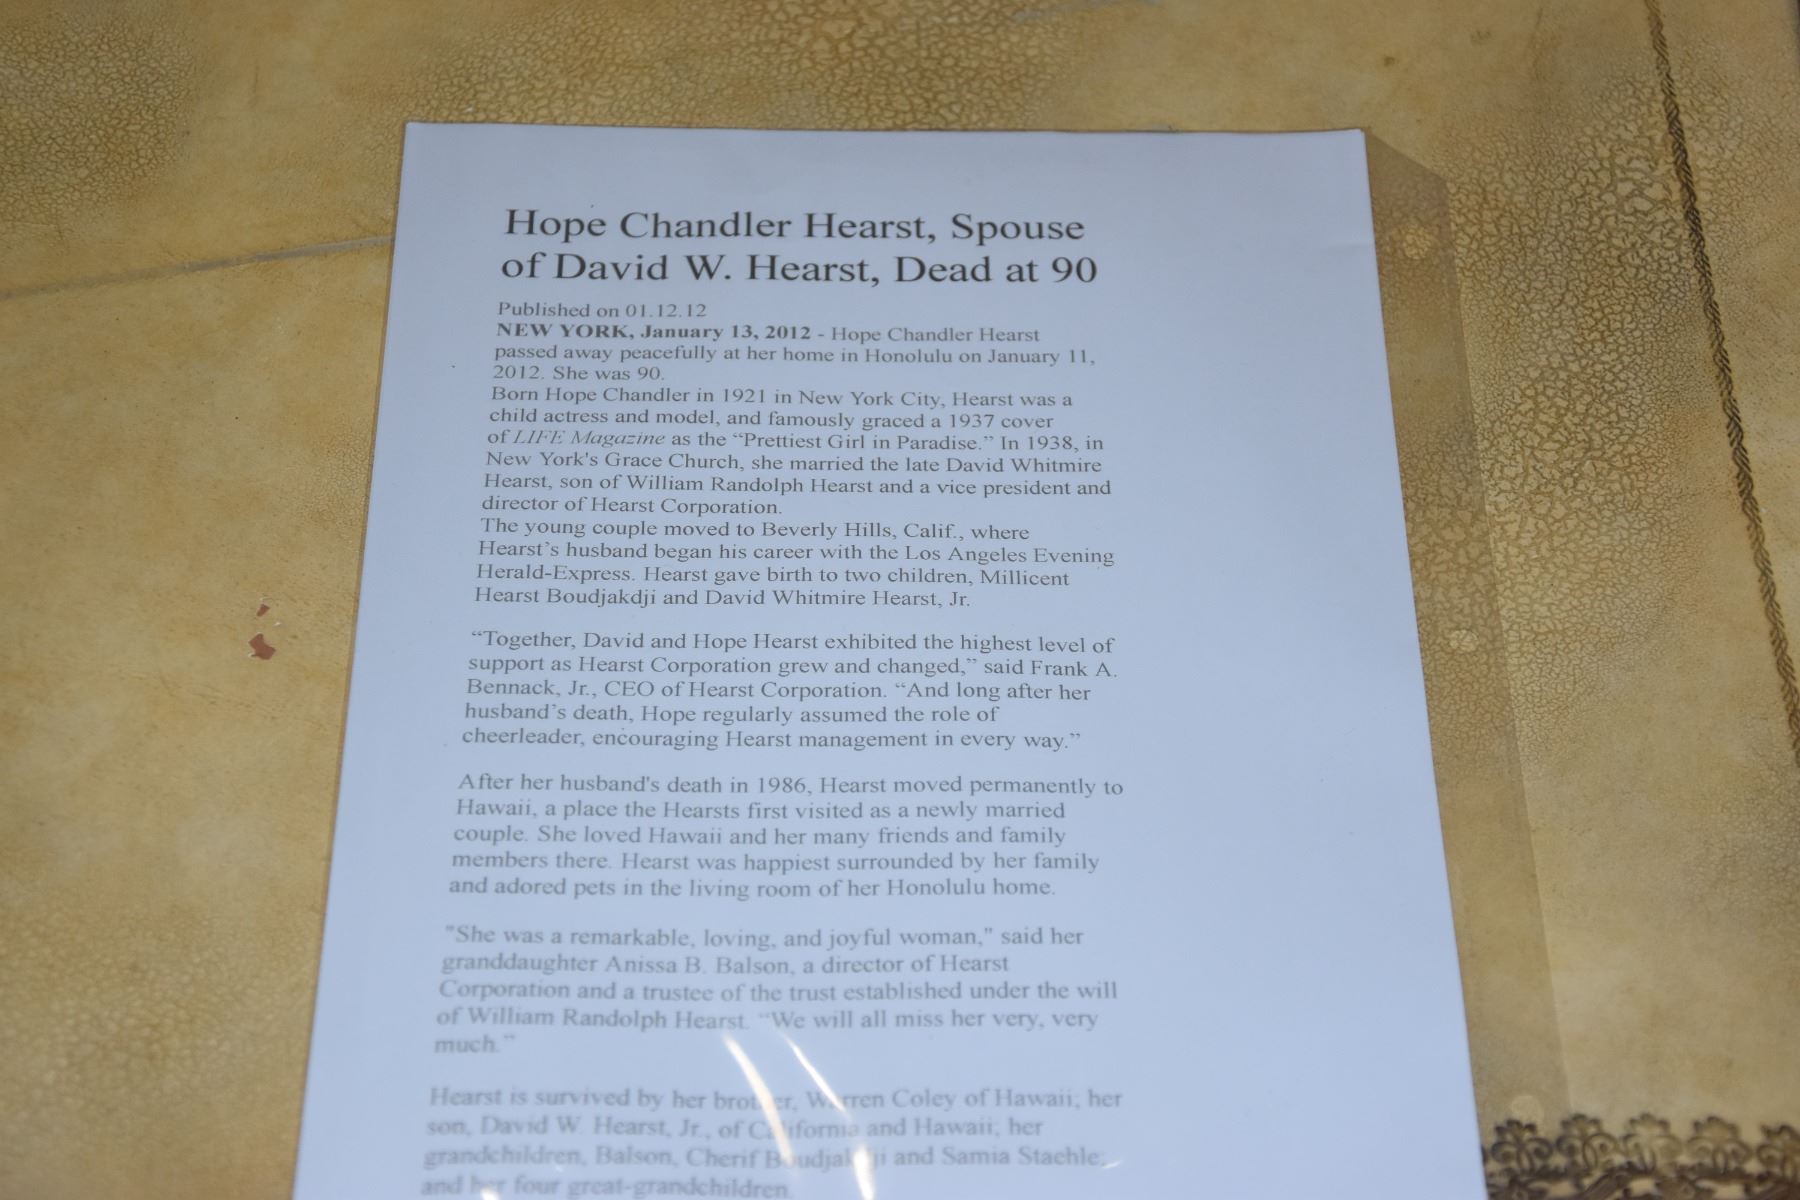 Hope Chandler Hearst, Spouse
of David W. Hearst, Dead at 90
Published on 01.12.12
NEW YORK, January 13, 2012 - Hope Chandler Hearst
passed away peacefully at her home in Honolulu on January 11,
2012. She was 90.
Born Hope Chandler in 1921 in New York City, Hearst was a
child actress and model, and famously graced a 1937 cover
of LIFE Magazine as the “Prettiest Girl in Paradise.” In 1938, in
New York's Grace Church, she married the late David Whitmire
Hearst, son of William Randolph Hearst and a vice president and
director of Hearst Corporation.
The young couple moved to Beverly Hills, Calif., where
Hearst’s husband began his career with the Los Angeles Evening
Herald-Express. Hearst gave birth to two children, Millicent
Hearst Boudjakdji and David Whitmire Hearst, Jr.
“Together, David and Hope Hearst exhibited the highest level of
support as Hearst Corporation grew and changed,” said Frank A.
Bennack, Jr., CEO of Hearst Corporation. “And long after her
husband’s death, Hope regularly assumed the role of
cheerleader, encouraging Hearst management in every way.”
After her husband's death in 1986, Hearst moved permanently to
Hawaii, a place the Hearsts first visited as a newly married
couple. She loved Hawaii and her many friends and family
members there. Hearst was happiest surrounded by her family
and adored pets in the living room of her Honolulu home.
"She was a remarkable, loving, and joyful woman," said her
granddaughter Anissa B. Balson, a director of Hearst
Corporation and a trustee of the trust established under the will
of William Randolph Hearst. “We will all miss her very, very
much.”
Hearst is survived by her brother, Warren Coley of Hawaii; her
son, David W. Hearst, Jr., of California and Hawaii; her
grandchildren, Balson, Cherif Boudjakdji and Samia Staehle;
and her four great-grandchildren.